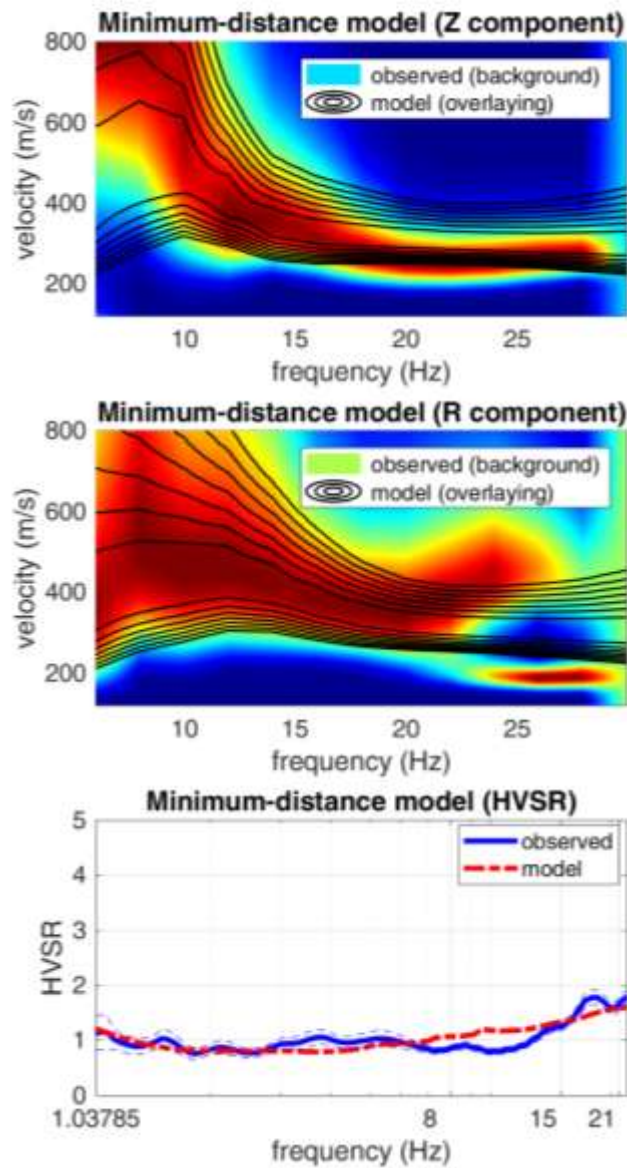 Minimum-distance model (Z component)
800
600
400
200
velocity (m/s)
observed (background)
model (overlaying)
10 15 20 25
frequency (Hz)
Minimum-distance model (R component)
800
600
400
200
velocity (m/s)
observed (background)
model (overlaying)
10 15 20 25
frequency (Hz)
Minimum-distance model (HVSR)
5
4
3
2
1
0
HVSR
observed
model
1.03785 8 15 21
frequency (Hz)